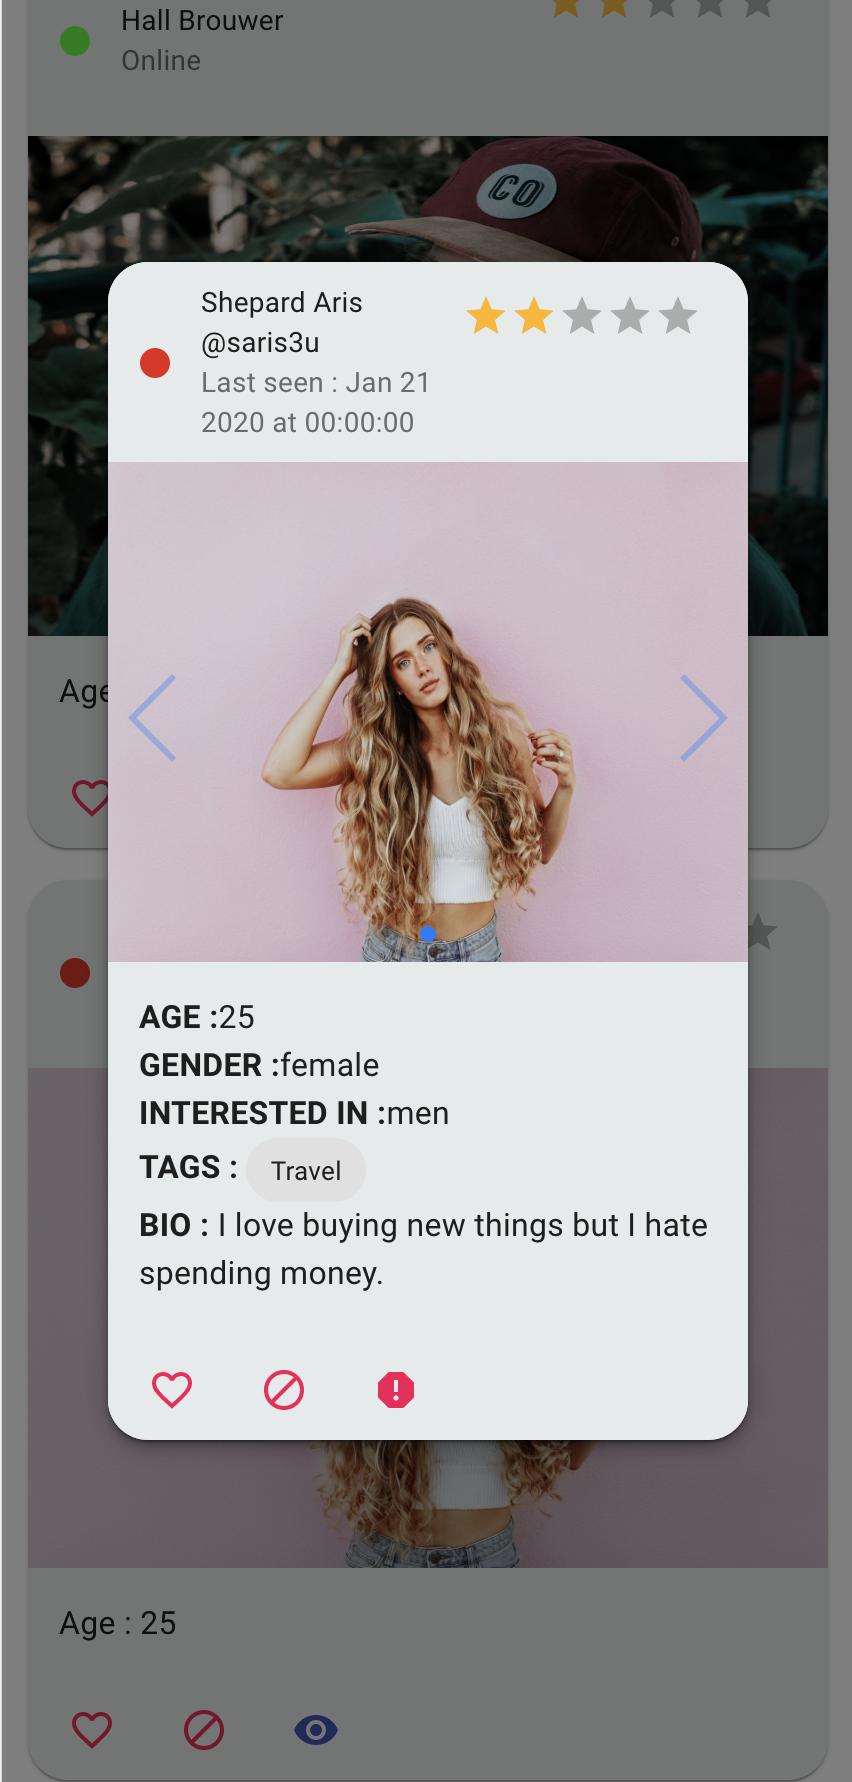 Hall Brouwer
Online
CO
Shepard Aris
@saris3u
Last seen : Jan 21
2020 at 00:00:00
Age
AGE :25
GENDER :female
INTERESTED IN :men
TAGS : Travel
BIO : I love buying new things but I hate
spending money.
Age : 25